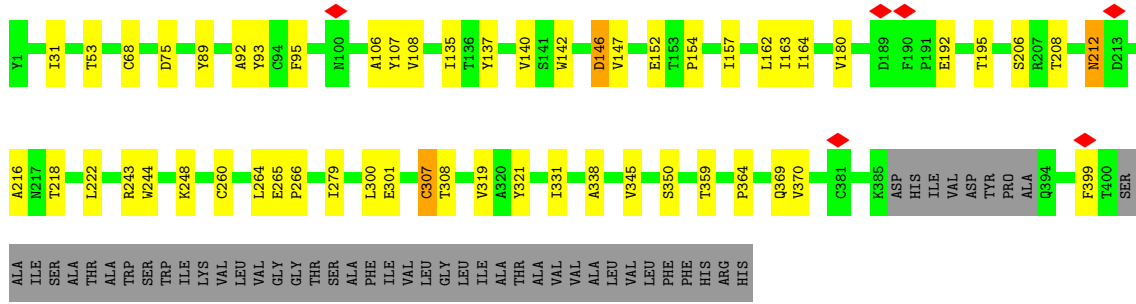 Y1 I31 T53 C68 D75 Y89 A92 Y93 C94 F95 N100 A106 Y107 V108 I135 T136 Y137 V140 S141 W142 D146 V147 E152 T153 P154 I157 L162 I163 I164 V180 D189 F190 P191 E192 T195 S206 R207 T208 N212 D213
A216 N217 T218 L222 R243 W244 K248 C260 L264 E265 P266 I279 L300 E301 C307 T308 V319 A320 Y321 I331 A338 V345 S350 T359 P364 Q369 V370 C381 K385 ASP HIS ILE VAL ASP TYR PRO ALA Q394 F399 T400 SER
ALA ILE SER ALA THR ALA TRP SER TRP ILE LYS VAL LEU VAL GLY GLY THR SER ALA PHE ILE VAL LEU GLY LEU ILE ALA THR ALA VAL VAL ALA LEU VAL LEU PHE PHE HIS ARG HIS